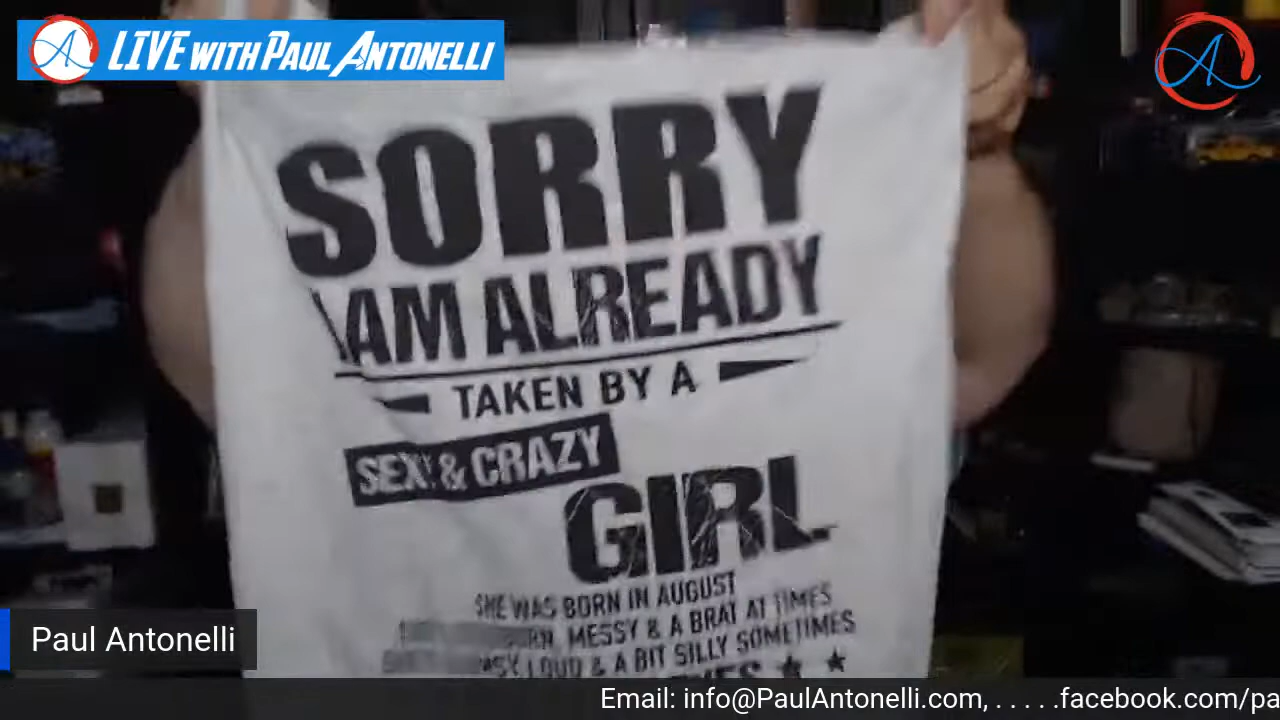 LIVE WITH PAUL ANTONELLI
SORRY
I AM ALREADY
TAKEN BY A
SEXY & CRAZY
GIRL
SHE WAS BORN IN AUGUST
MESSY & A BRAT AT TIMES
LOUD & A BIT SILLY SOMETIMES
Paul Antonelli
Email: info@PaulAntonelli.com, . . . . .facebook.com/pa